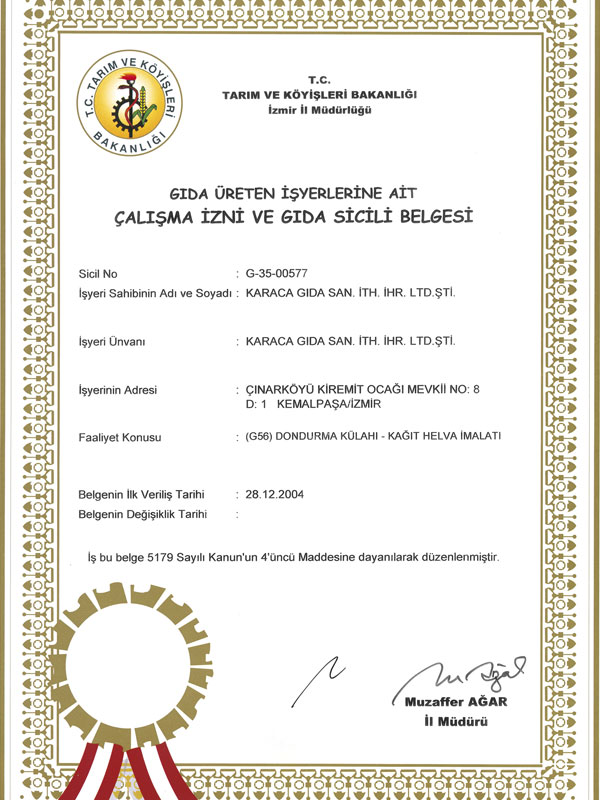 T.C. TARIM VE KÖYİŞLERİ
BAKANLIĞI
T.C.
TARIM VE KÖYİŞLERİ BAKANLIĞI
İzmir İl Müdürlüğü
GIDA ÜRETEN İŞYERLERİNE AİT
ÇALIŞMA İZNİ VE GIDA SİCİLİ BELGESİ
Sicil No : G-35-00577
İşyeri Sahibinin Adı ve Soyadı : KARACA GIDA SAN. İTH. İHR. LTD.ŞTİ.
İşyeri Ünvanı : KARACA GIDA SAN. İTH. İHR. LTD.ŞTİ.
İşyerinin Adresi : ÇINARKÖYÜ KİREMİT OCAĞI MEVKİİ NO: 8
D: 1 KEMALPAŞA/İZMİR
Faaliyet Konusu : (G56) DONDURMA KÜLAHI - KAĞIT HELVA İMALATI
Belgenin İlk Veriliş Tarihi : 28.12.2004
Belgenin Değişiklik Tarihi :
İş bu belge 5179 Sayılı Kanun'un 4'üncü Maddesine dayanılarak düzenlenmiştir.
Muzaffer AĞAR
İl Müdürü